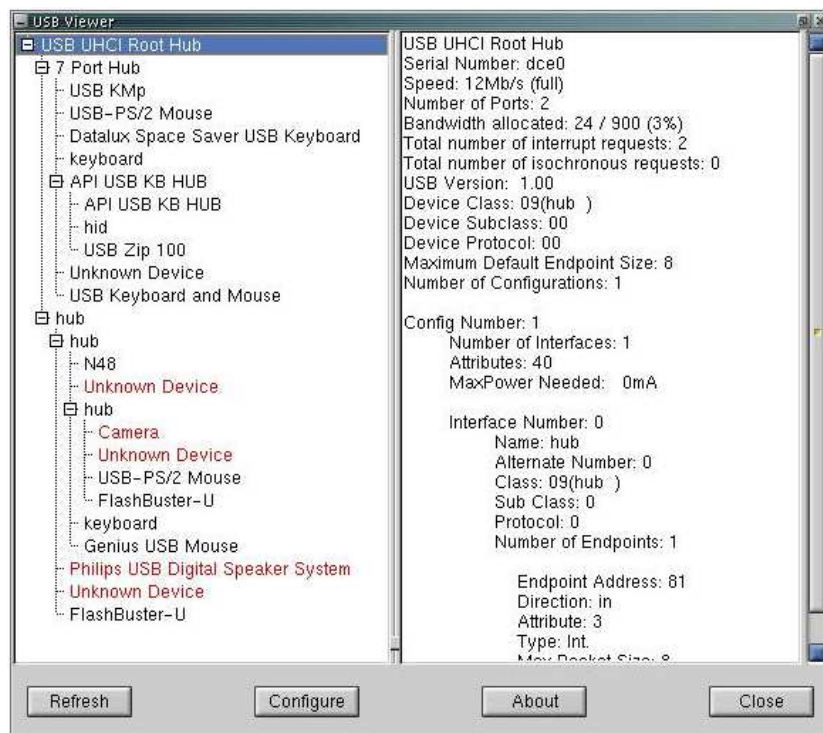 USB Viewer
USB UHCI Root Hub
7 Port Hub
USB KMp
USB-PS/2 Mouse
Datalux Space Saver USB Keyboard
keyboard
API USB KB HUB
API USB KB HUB
hid
USB Zip 100
Unknown Device
USB Keyboard and Mouse
hub
hub
N48
Unknown Device
hub
Camera
Unknown Device
USB-PS/2 Mouse
FlashBuster-U
keyboard
Genius USB Mouse
Philips USB Digital Speaker System
Unknown Device
FlashBuster-U
USB UHCI Root Hub
Serial Number: dce0
Speed: 12Mb/s (full)
Number of Ports: 2
Bandwidth allocated: 24 / 900 (3%)
Total number of interrupt requests: 2
Total number of isochronous requests: 0
USB Version: 1.00
Device Class: 09(hub )
Device Subclass: 00
Device Protocol: 00
Maximum Default Endpoint Size: 8
Number of Configurations: 1
Config Number: 1
Number of Interfaces: 1
Attributes: 40
MaxPower Needed: 0mA
Interface Number: 0
Name: hub
Alternate Number: 0
Class: 09(hub )
Sub Class: 0
Protocol: 0
Number of Endpoints: 1
Endpoint Address: 81
Direction: in
Attribute: 3
Type: Int.
Max Packet Size: 8
Refresh
Configure
About
Close